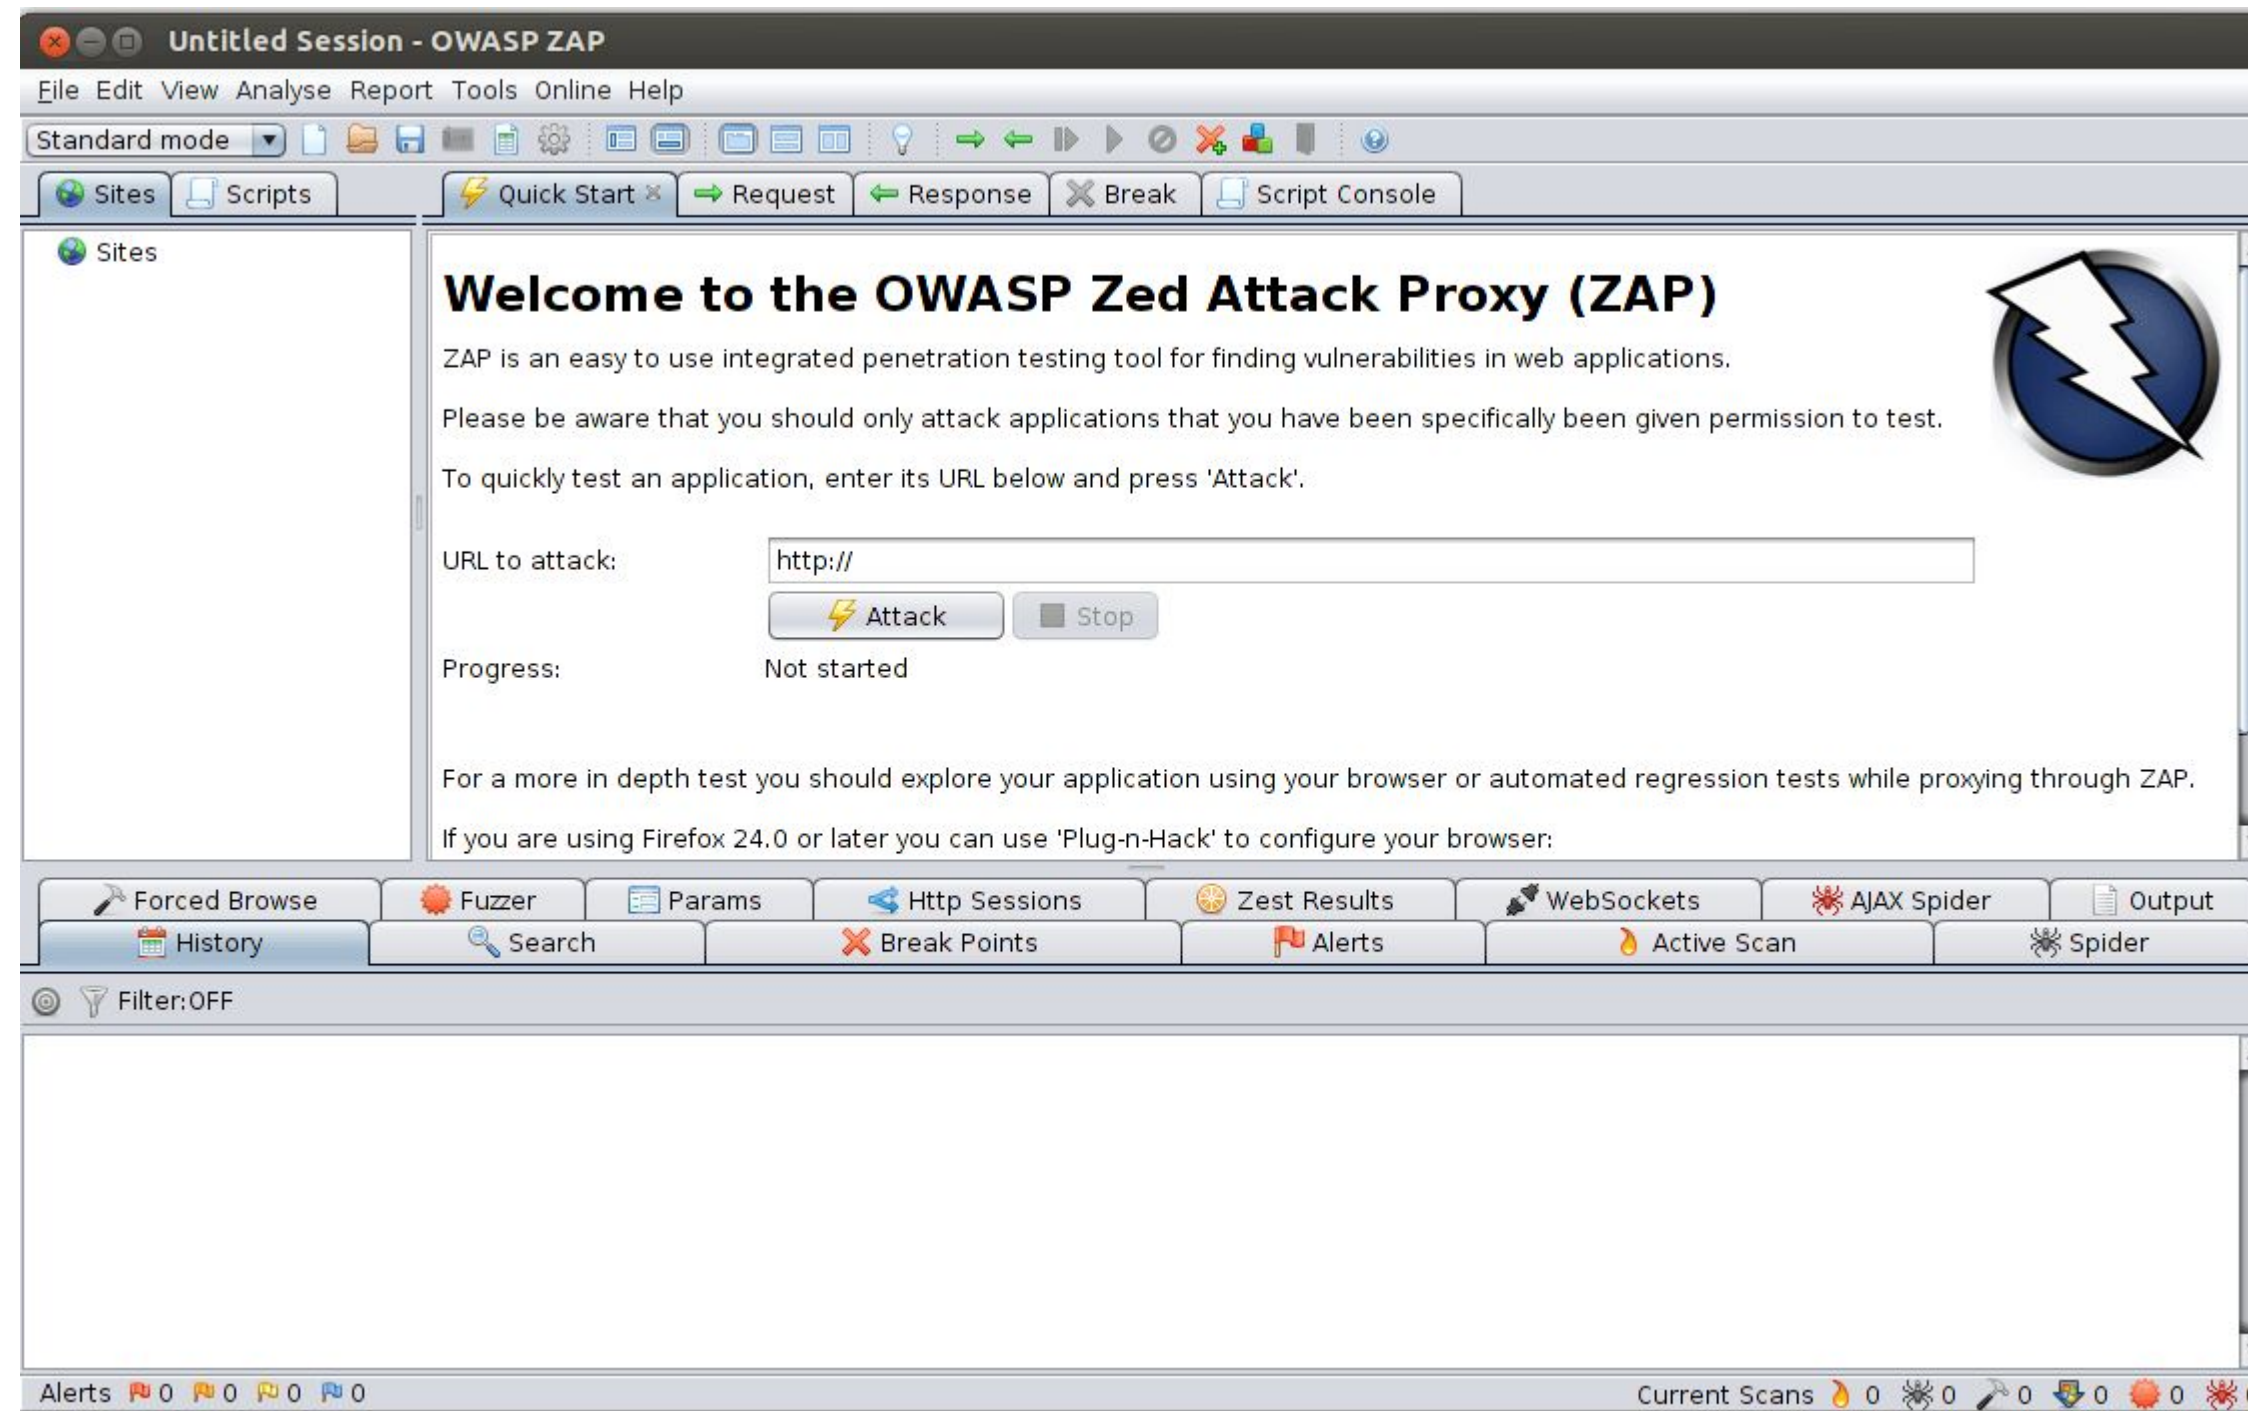 Untitled Session - OWASP ZAP
File Edit View Analyse Report Tools Online Help
Standard mode
Sites Scripts Quick Start Request Response Break Script Console
Sites
Welcome to the OWASP Zed Attack Proxy (ZAP)
ZAP is an easy to use integrated penetration testing tool for finding vulnerabilities in web applications.
Please be aware that you should only attack applications that you have been specifically been given permission to test.
To quickly test an application, enter its URL below and press 'Attack'.
URL to attack: http://
Attack Stop
Progress: Not started
For a more in depth test you should explore your application using your browser or automated regression tests while proxying through ZAP.
If you are using Firefox 24.0 or later you can use 'Plug-n-Hack' to configure your browser:
Forced Browse Fuzzer Params Http Sessions Zest Results WebSockets AJAX Spider Output
History Search Break Points Alerts Active Scan Spider
Filter:OFF
Alerts 0 0 0 0 Current Scans 0 0 0 0 0